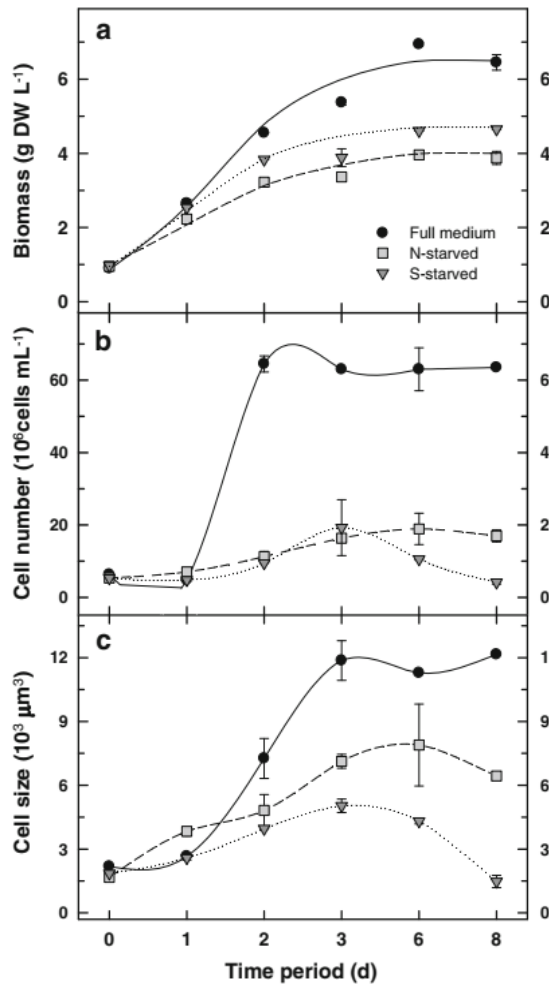 a
Biomass (g DW L⁻¹)
6
4
2
0
6
4
2
0
Full medium
N-starved
S-starved
b
Cell number (10⁶cells mL⁻¹)
60
40
20
0
6
4
2
0
c
Cell size (10³ µm³)
12
9
6
3
0
1
9
6
3
0
0 1 2 3 6 8
Time period (d)